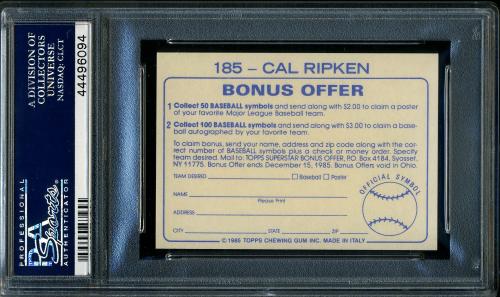 A DIVISION OF
COLLECTORS
UNIVERSE
NASDAQ: CLCT
44496094
PROFESSIONAL
PSA
Sports
AUTHENTICATOR
185 – CAL RIPKEN
BONUS OFFER
1 Collect 50 BASEBALL symbols and send along with $2.00 to claim a poster
of your favorite Major League Baseball team.
2 Collect 100 BASEBALL symbols and send along with $3.00 to claim a base-
ball autographed by your favorite team.
To claim bonus, send your name, address and zip code along with the
correct number of BASEBALL symbols plus a check or money order. Specify
team desired. Mail to: TOPPS SUPERSTAR BONUS OFFER, P.O. Box 4184, Syosset,
NY 11775. Bonus Offer ends December 15, 1985. Bonus Offers void in Ohio.
TEAM DESIRED Baseball Poster
NAME
Please Print
ADDRESS
CITY STATE ZIP
OFFICIAL SYMBOL
© 1985 TOPPS CHEWING GUM INC. MADE IN ITALY